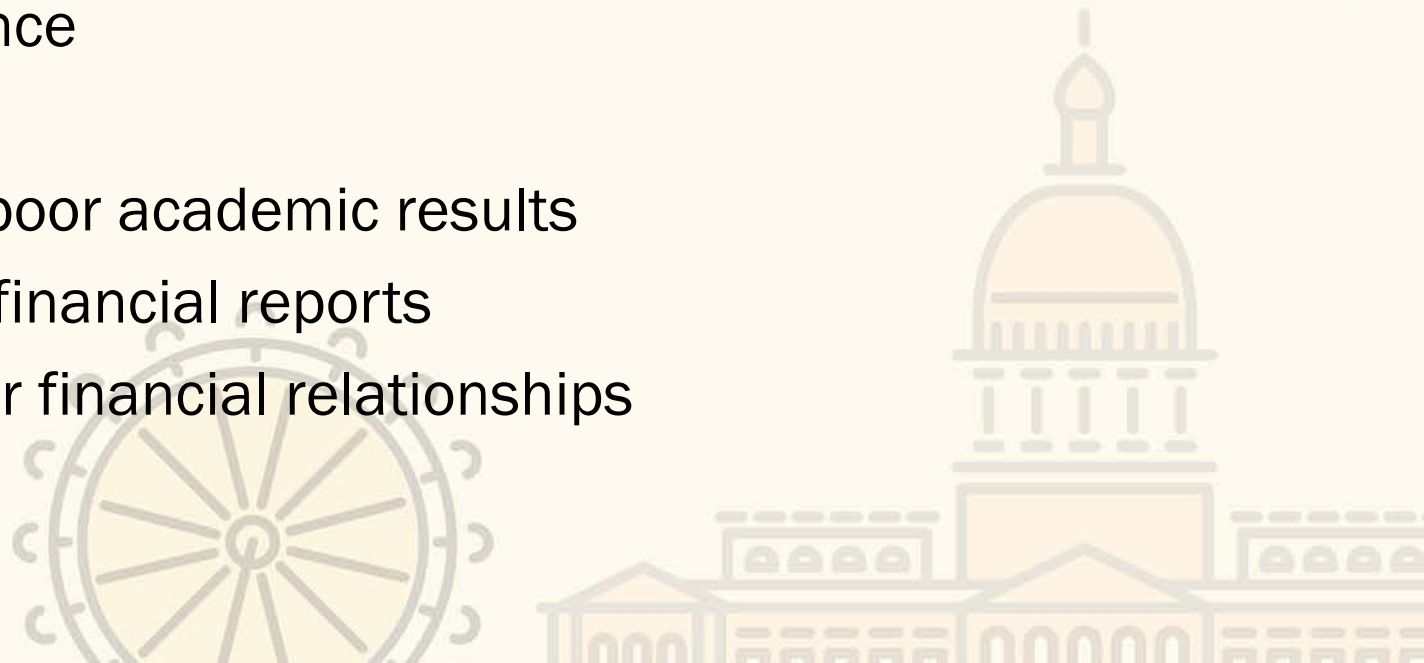 nce
poor academic results
financial reports
r financial relationships